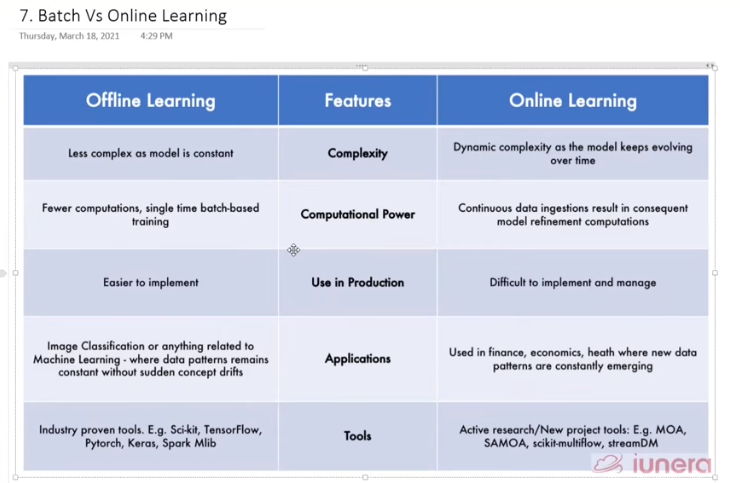 7. Batch Vs Online Learning
Thursday, March 18, 2021 4:29 PM
Offline Learning Features Online Learning
Less complex as model is constant
Complexity
Dynamic complexity as the model keeps evolving
over time
Fewer computations, single time batch-based
training
Computational Power
Continuous data ingestions result in consequent
model refinement computations
Easier to implement
Use in Production
Difficult to implement and manage
Image Classification or anything related to
Machine Learning - where data patterns remains
constant without sudden concept drifts
Applications
Used in finance, economics, heath where new data
patterns are constantly emerging
Industry proven tools. E.g. Sci-kit, TensorFlow,
Pytorch, Keras, Spark Mlib
Tools
Active research/New project tools: E.g. MOA,
SAMOA, scikit-multiflow, streamDM
iunera